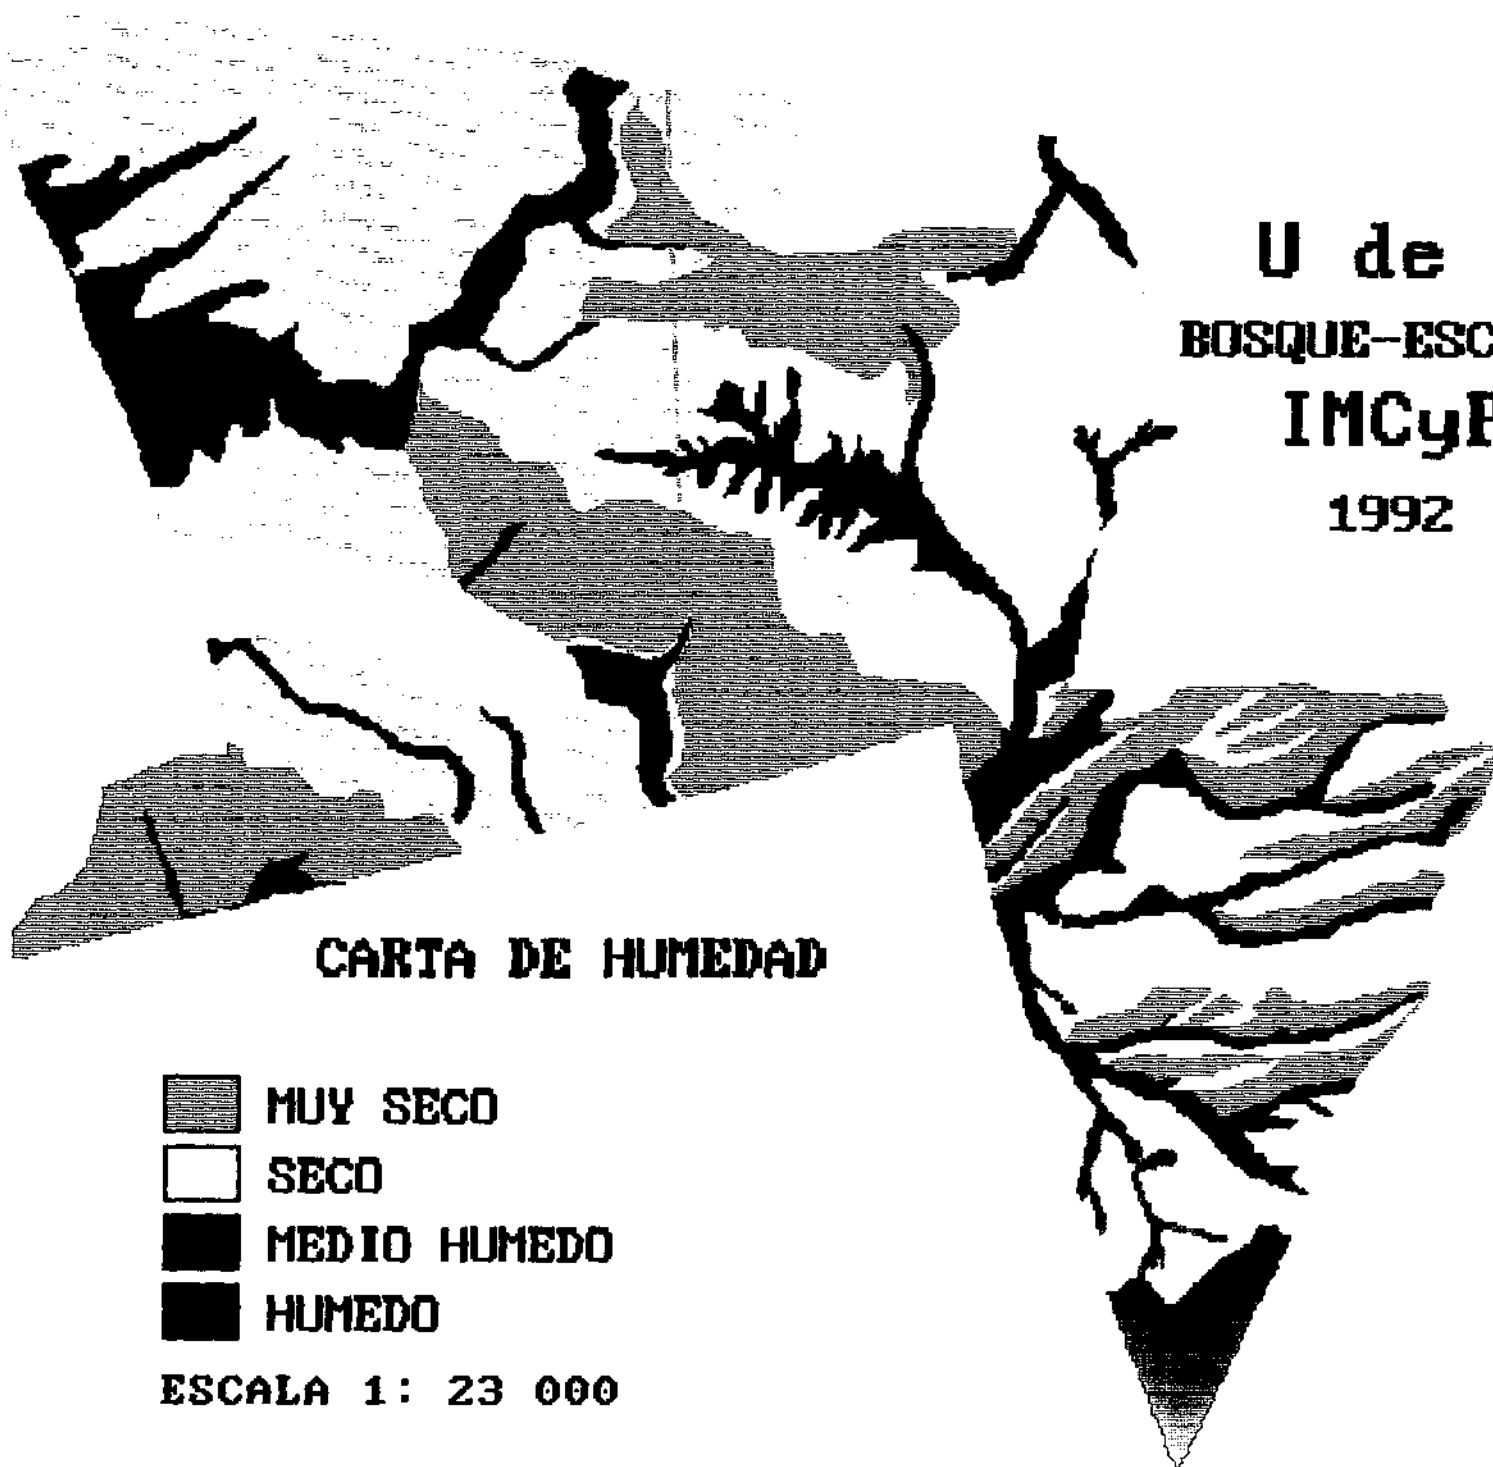 U de
BOSQUE-ESC
IMCyP
1992
CARTA DE HUMEDAD
MUY SECO
SECO
MEDIO HUMEDO
HUMEDO
ESCALA 1: 23 000